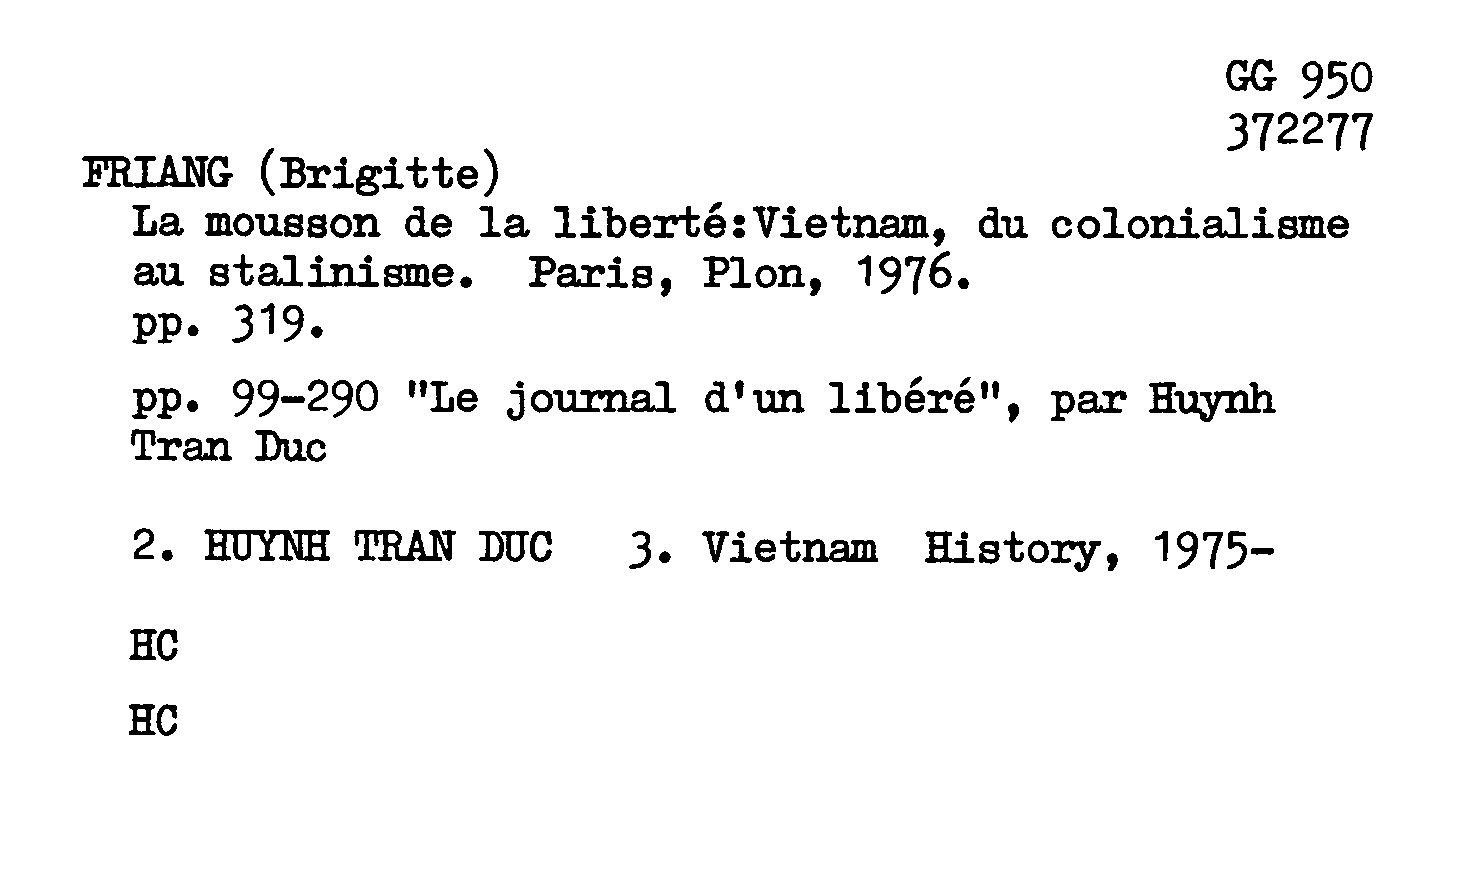 GG 950
372277
FRIANG (Brigitte)
La mousson de la liberté:Vietnam, du colonialisme
au stalinisme. Paris, Plon, 1976.
pp. 319.
pp. 99-290 "Le journal d'un libéré", par Huynh
Tran Duc
2. HUYNH TRAN DUC 3. Vietnam History, 1975-
HC
HC